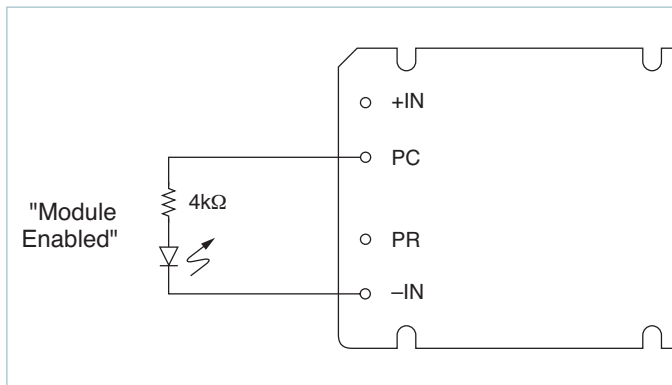 +IN
PC
4kΩ
"Module
Enabled"
PR
–IN